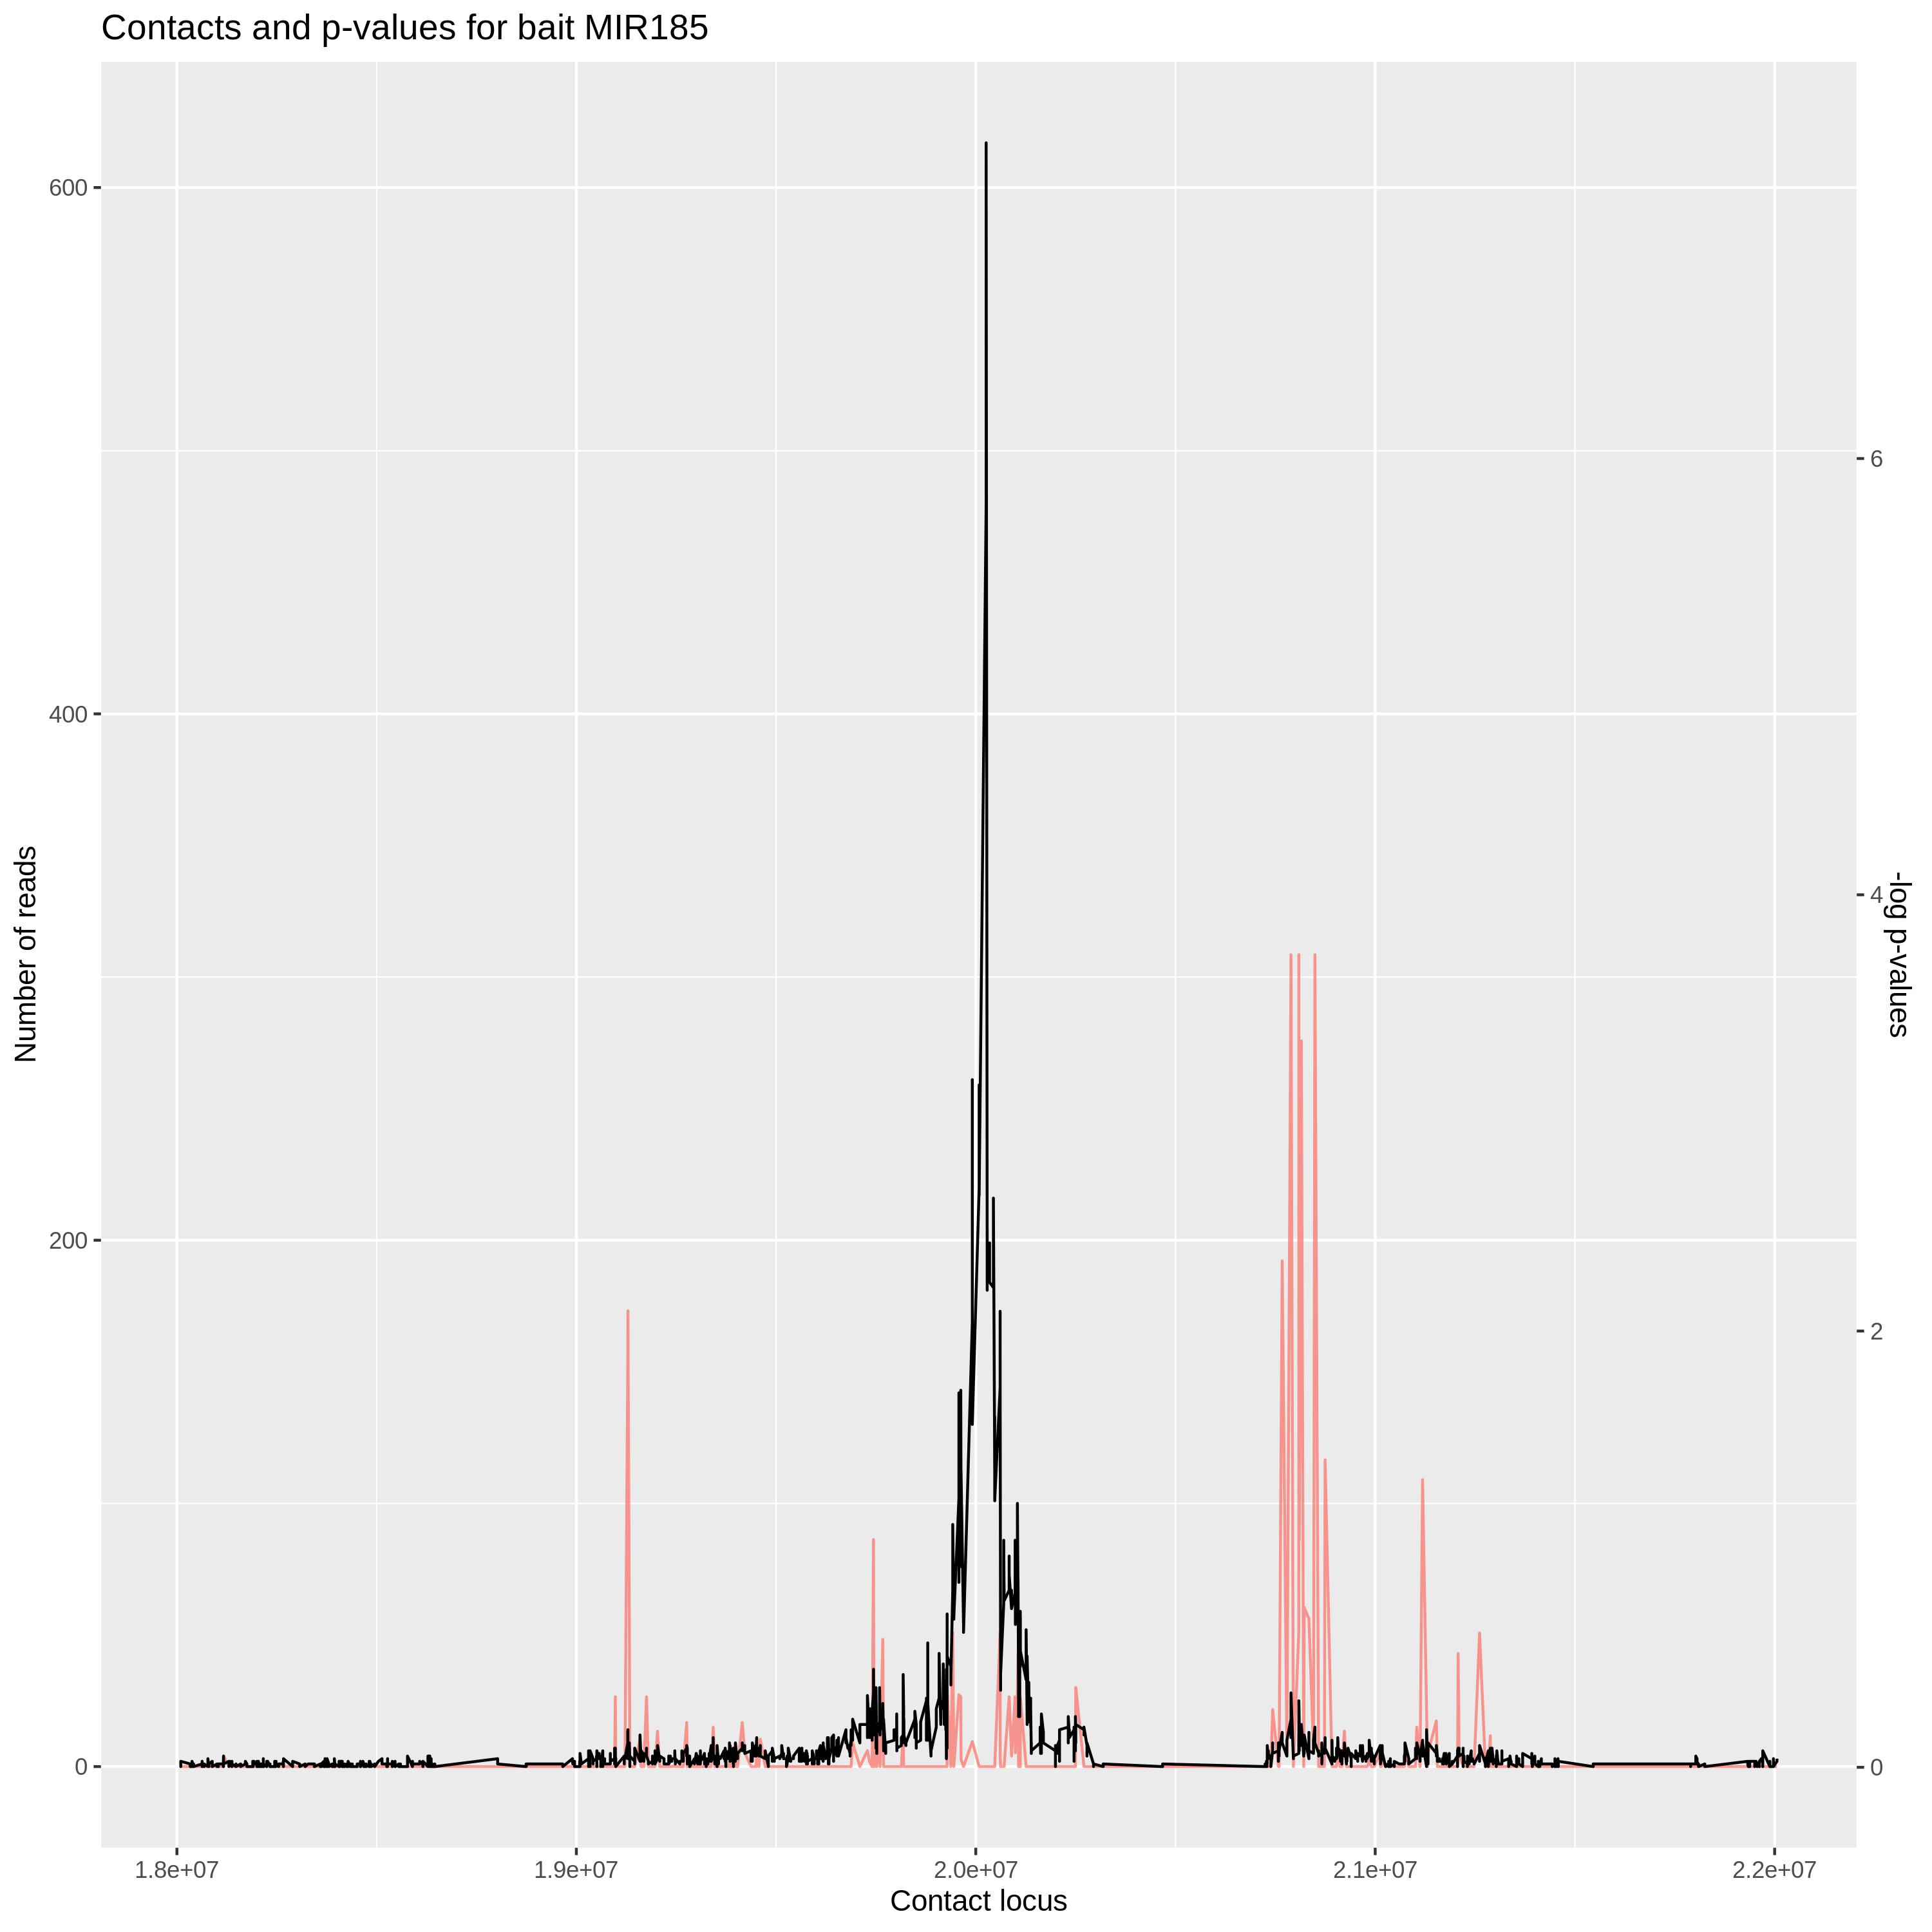 Contacts and p-values for bait MIR185
600
400
200
0
Number of reads
6
4
2
0
-log p-values
1.8e+07 1.9e+07 2.0e+07 2.1e+07 2.2e+07
Contact locus